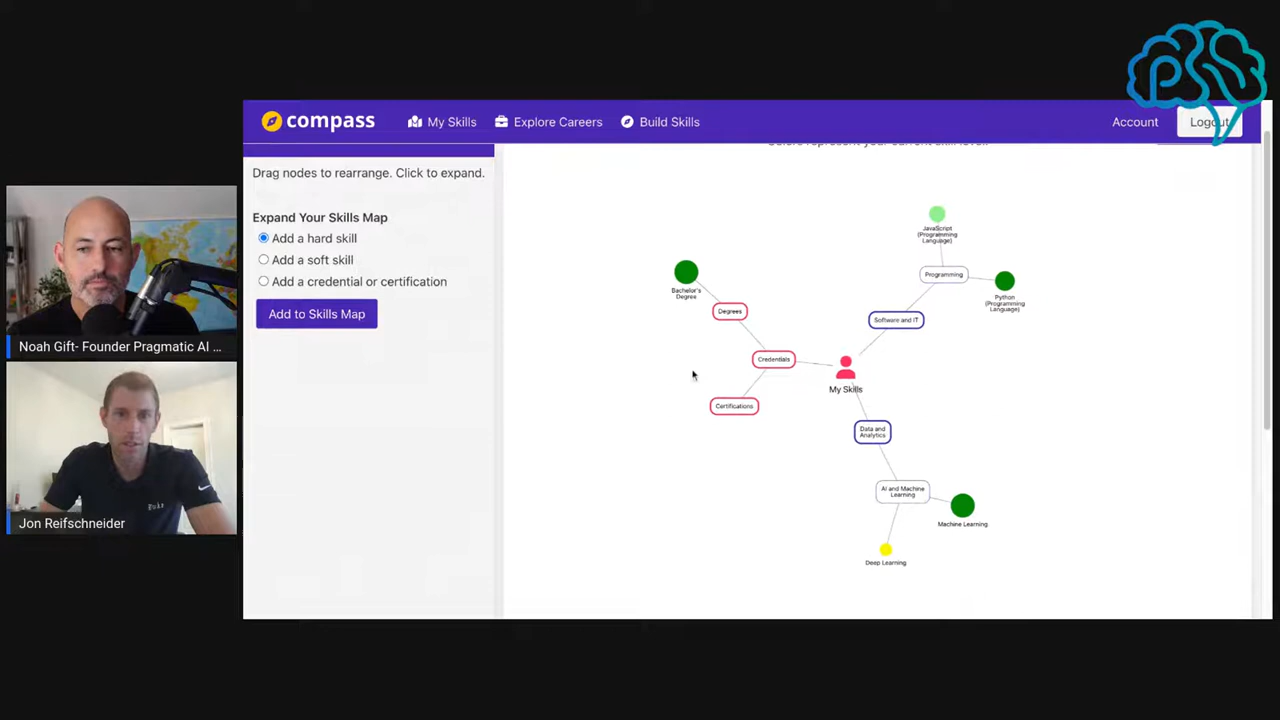 compass
My Skills
Explore Careers
Build Skills
Account
Logout
Drag nodes to rearrange. Click to expand.
Expand Your Skills Map
Add a hard skill
Add a soft skill
Add a credential or certification
Add to Skills Map
JavaScript
(Programming
Language)
Programming
Python
(Programming
Language)
Software and IT
Bachelor's
Degree
Degrees
Credentials
Certifications
My Skills
Data and
Analytics
AI and Machine
Learning
Machine Learning
Deep Learning
Noah Gift- Founder Pragmatic AI ...
Jon Reifschneider